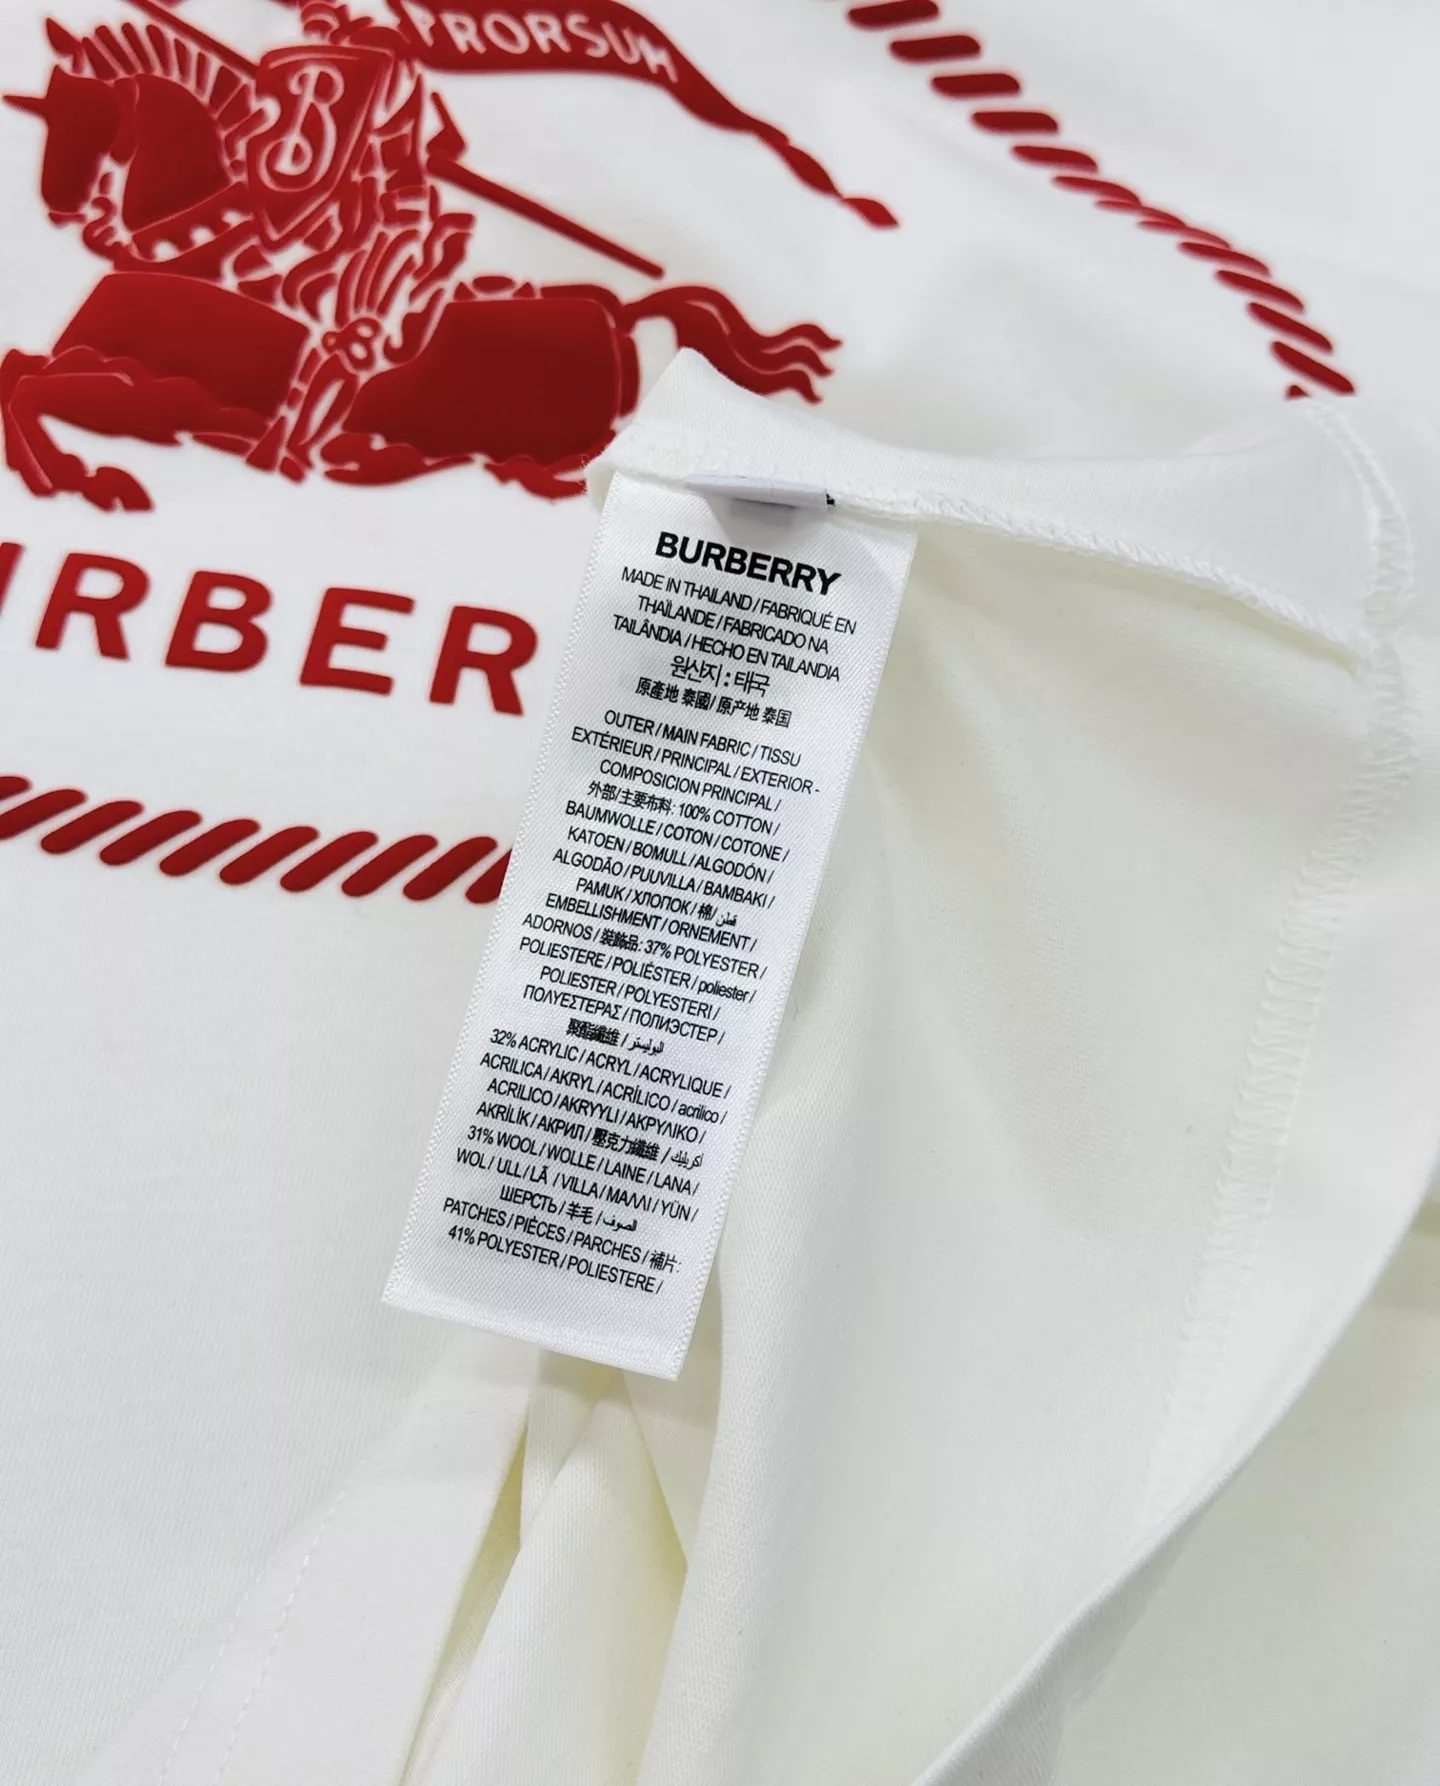 PRORSUM
B
URBER
BURBERRY
MADE IN THAILAND / FABRIQUÉ EN
THAÏLANDE / FABRICADO NA
TAILÂNDIA / HECHO EN TAILANDIA
원산지 : 태국
原產地 泰國/ 原产地 泰国
OUTER / MAIN FABRIC / TISSU
EXTÉRIEUR / PRINCIPAL / EXTERIOR -
COMPOSICION PRINCIPAL /
外部/主要布料: 100% COTTON /
BAUMWOLLE / COTON / COTONE /
KATOEN / BOMULL / ALGODÓN /
ALGODÃO / PUUVILLA / BAMBAKI /
PAMUK / ХЛОПОК / 棉/ قطن
EMBELLISHMENT / ORNEMENT /
ADORNOS / 裝飾品: 37% POLYESTER /
POLIESTERE / POLIÉSTER / poliester /
POLIESTER / POLYESTERI /
ΠΟΛΥΕΣΤΕΡΑΣ / ПОЛИЭСТЕР /
聚酯纖維 / البوليستر
32% ACRYLIC / ACRYL / ACRYLIQUE /
ACRILICA / AKRYL / ACRÍLICO / acrílico /
ACRILICO / AKRYYLI / ΑΚΡΥΛΙΚΟ /
AKRİLİK / АКРИЛ / 壓克力纖維 / أكريليك
31% WOOL / WOLLE / LAINE / LANA /
WOL / ULL / LÃ / VILLA / ΜΑΛΛΙ / YÜN /
ШЕРСТЬ / 羊毛 / الصوف
PATCHES / PIÈCES / PARCHES / 補片:
41% POLYESTER / POLIESTERE /